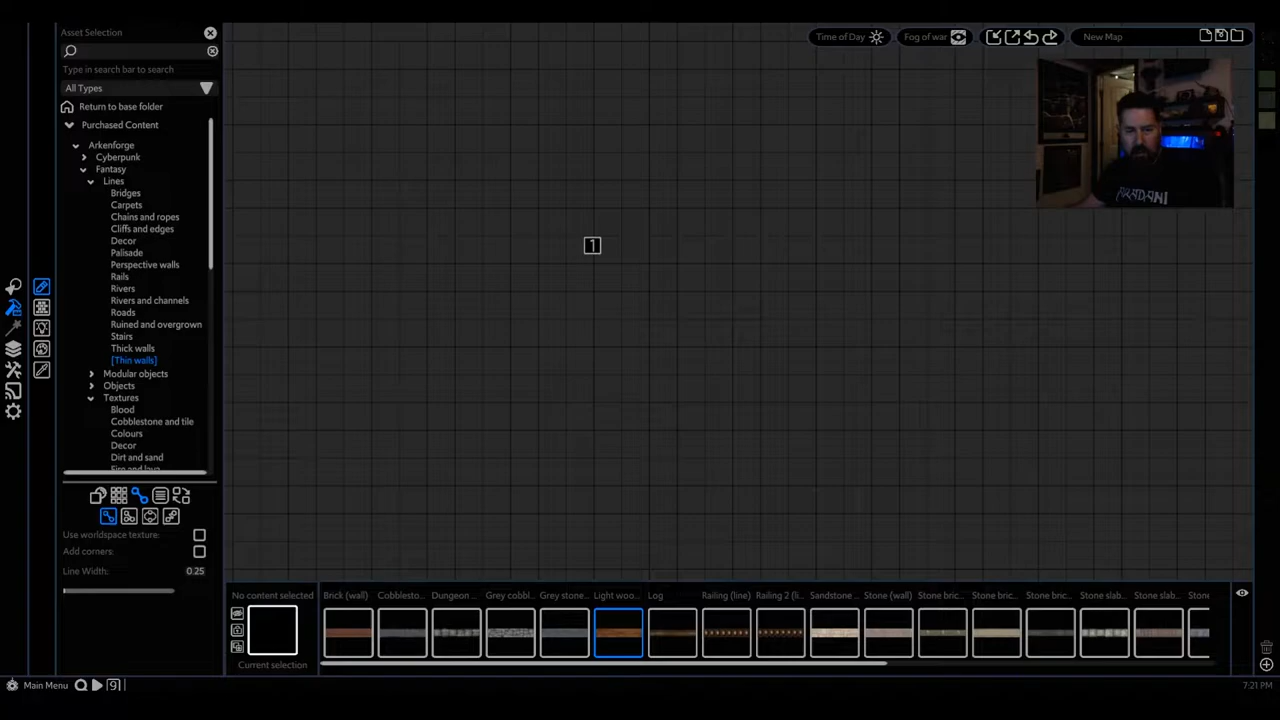 Asset Selection
Type in search bar to search
All Types
Return to base folder
Purchased Content
Arkenforge
Cyberpunk
Fantasy
Lines
Bridges
Carpets
Chains and ropes
Cliffs and edges
Decor
Palisade
Perspective walls
Rails
Rivers
Rivers and channels
Roads
Ruined and overgrown
Stairs
Thick walls
[Thin walls]
Modular objects
Objects
Textures
Blood
Cobblestone and tile
Colours
Decor
Dirt and sand
Fire and lava
Use worldspace texture:
Add corners:
Line Width: 0.25
Time of Day
Fog of war
New Map
1
No content selected
Current selection
Brick (wall) Cobblesto... Dungeon ... Grey cobbl... Grey stone... Light woo... Log Railing (line) Railing 2 (li... Sandstone ... Stone (wall) Stone bric... Stone bric... Stone bric... Stone slab... Stone slab... Stone
Main Menu
9
7:21 PM